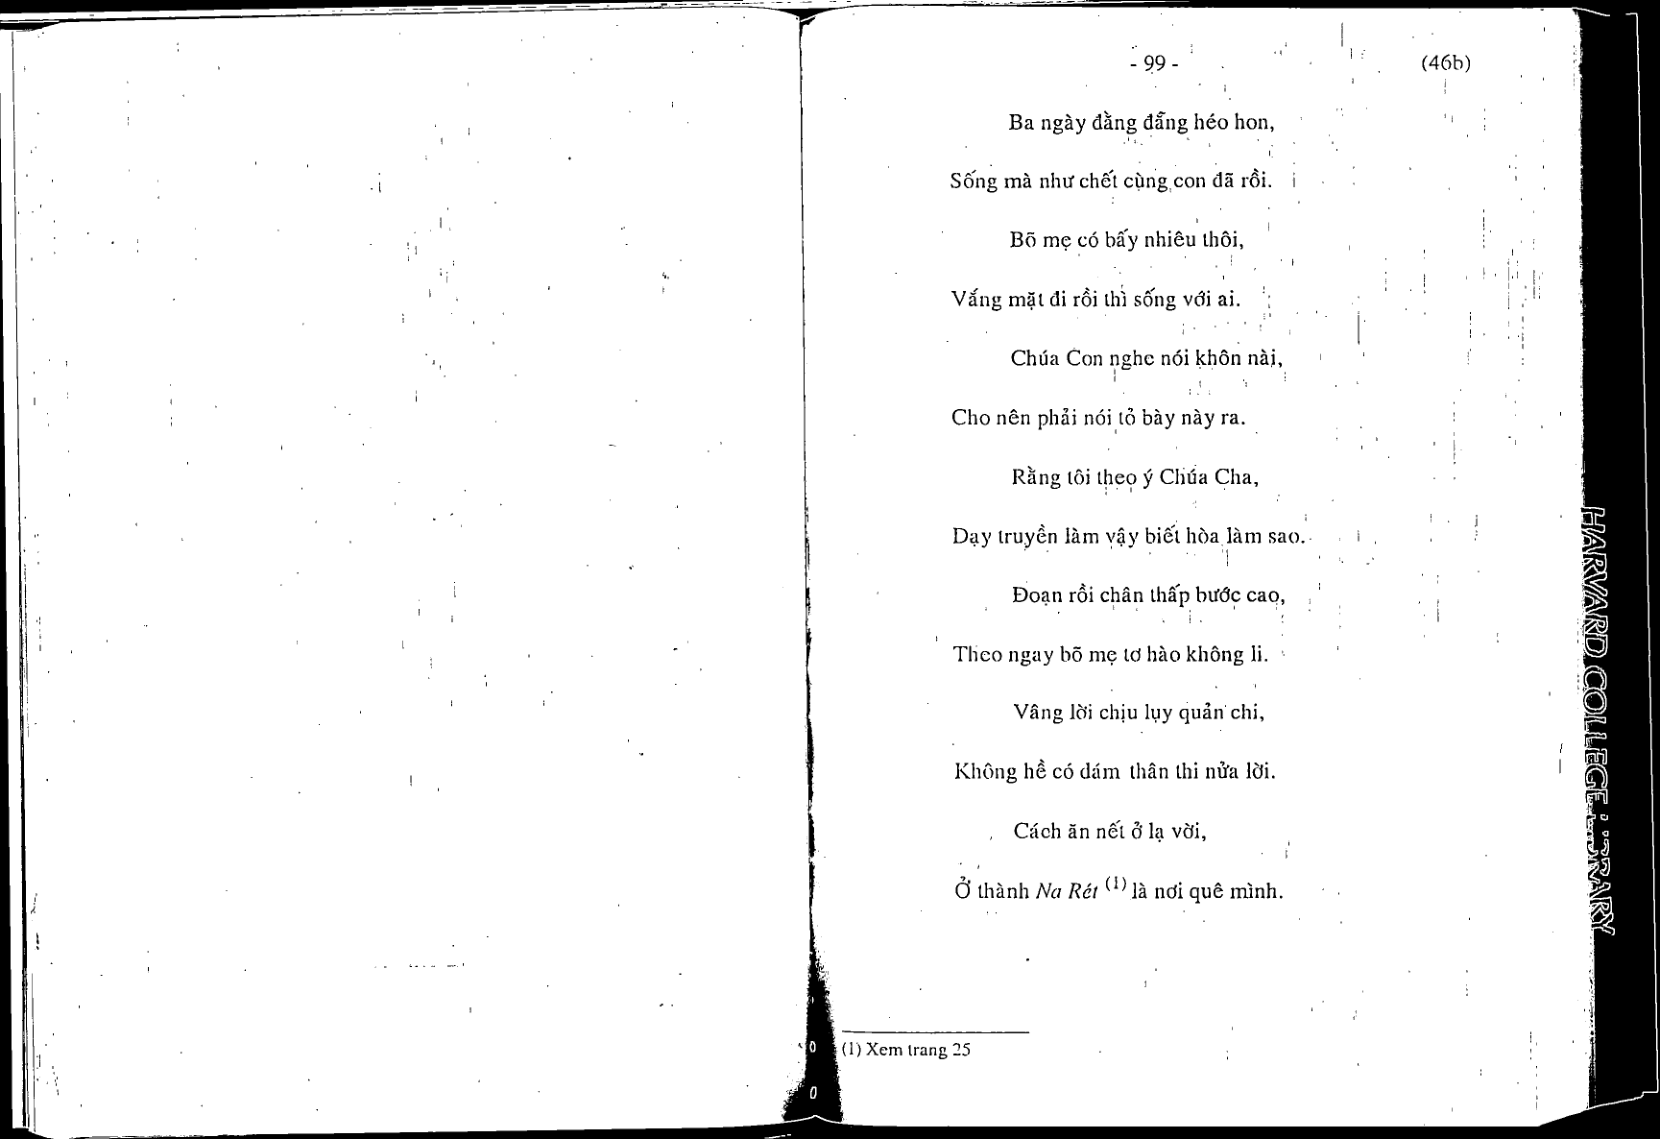 - 99 - (46b)
Ba ngày đằng đẵng héo hon,
Sống mà như chết cùng con đã rồi.
Bõ mẹ có bấy nhiêu thôi,
Vắng mặt đi rồi thì sống với ai.
Chúa Con nghe nói khôn nài,
Cho nên phải nói tỏ bày này ra.
Rằng tôi theo ý Chúa Cha,
Dạy truyền làm vậy biết hòa làm sao.
Đoạn rồi chân thấp bước cao,
Theo ngay bõ mẹ tơ hào không li.
Vâng lời chịu lụy quản chi,
Không hề có dám thân thi nửa lời.
Cách ăn nết ở lạ vời,
Ở thành Na Rét (1) là nơi quê mình.
(1) Xem trang 25
HARVARD COLLEGE LIBRARY